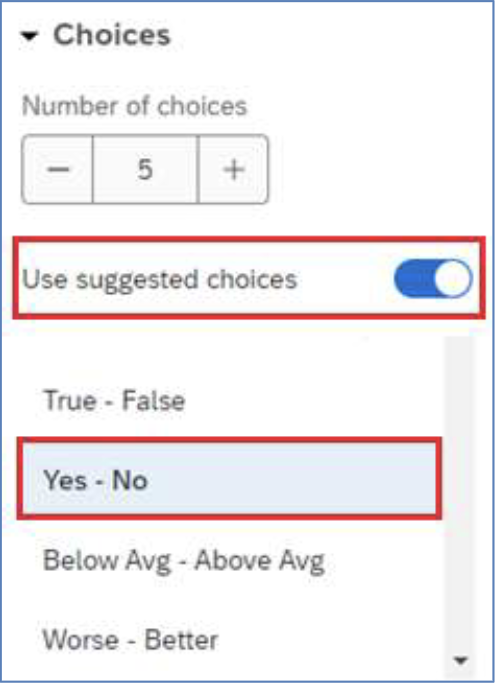 Choices
Number of choices
− 5 +
Use suggested choices
True - False
Yes - No
Below Avg - Above Avg
Worse - Better